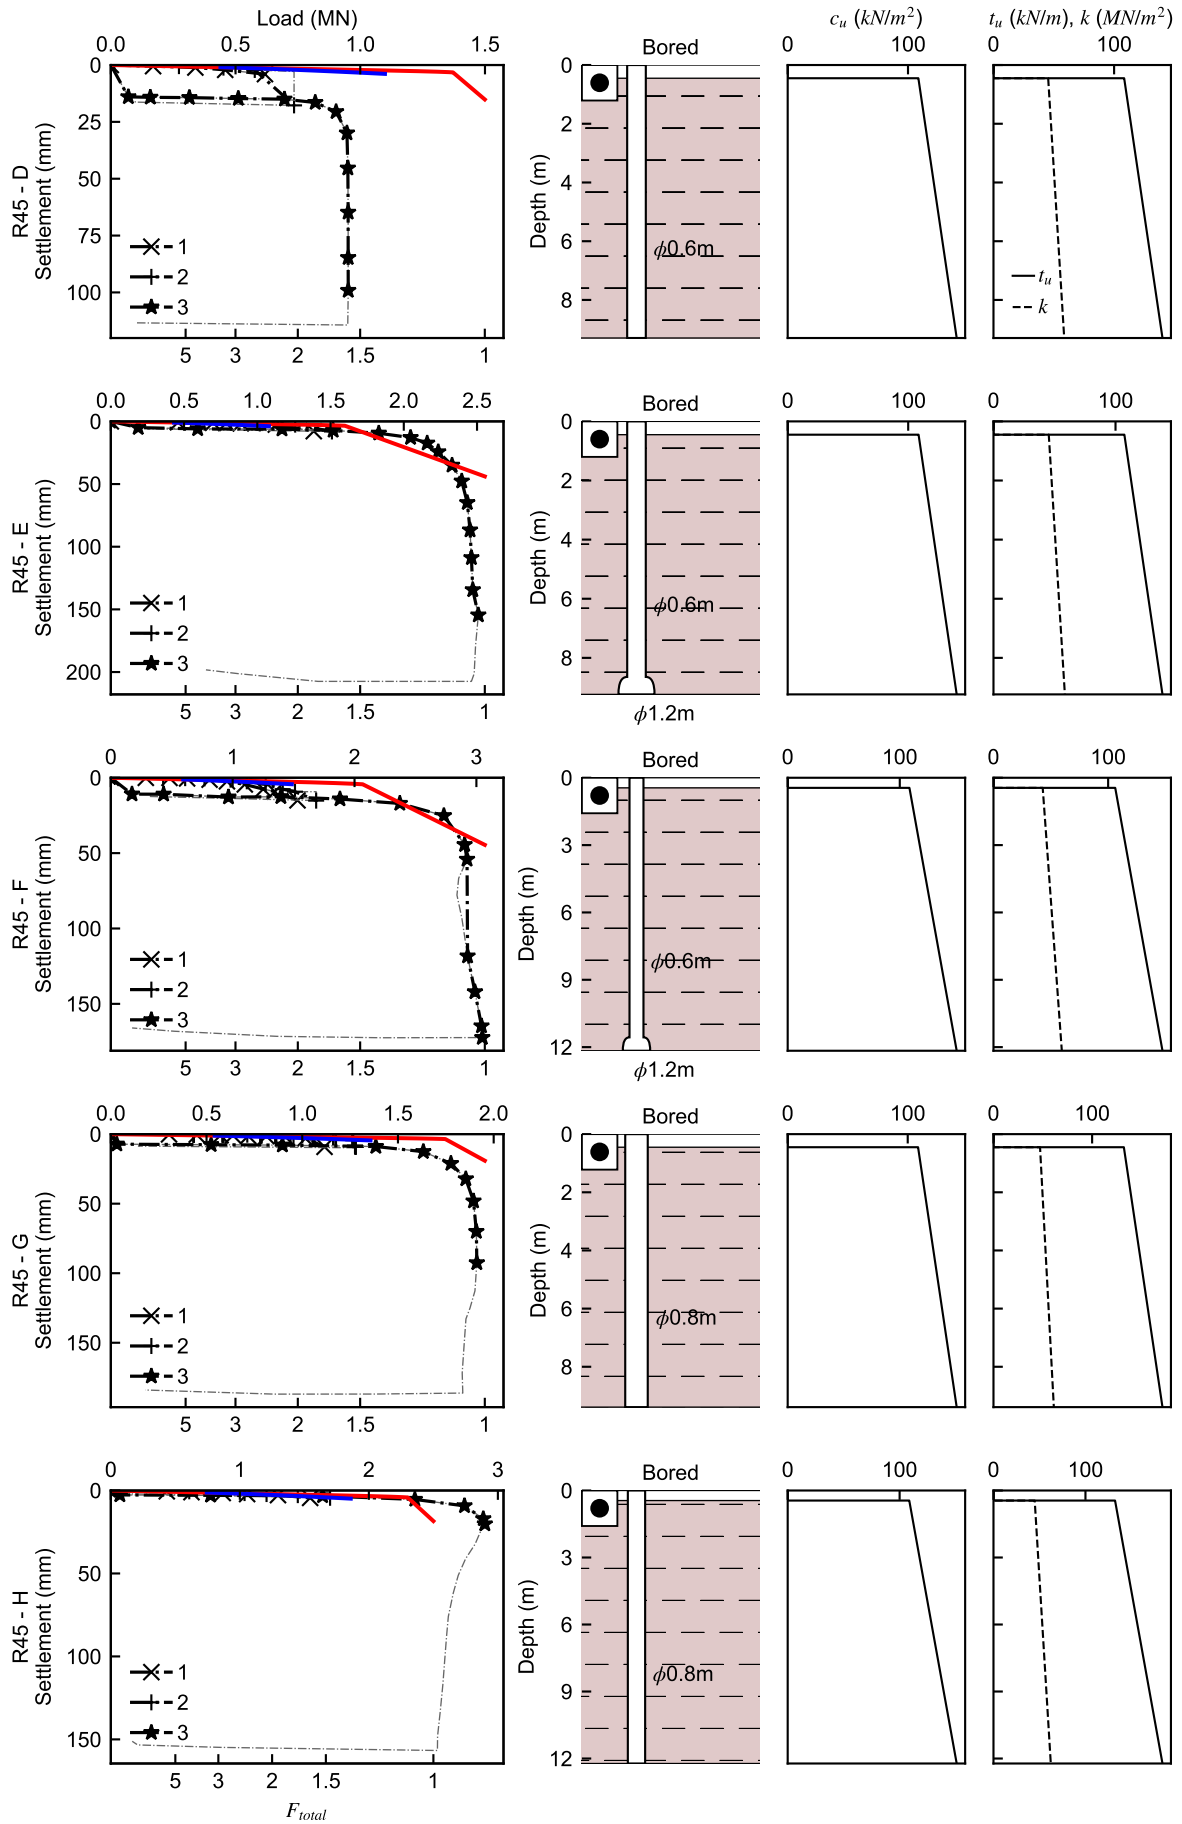 Load (MN)
0.0 0.5 1.0 1.5
R45 - D
Settlement (mm)
0
25
50
75
100
1
2
3
5 3 2 1.5 1
Bored
Depth (m)
2
4
6
8
0
ϕ0.6m
c_u (kN/m²)
0 100
t_u (kN/m), k (MN/m²)
0 100
t_u
k
0.0 0.5 1.0 1.5 2.0 2.5
R45 - E
Settlement (mm)
0
50
100
150
200
1
2
3
5 3 2 1.5 1
Bored
Depth (m)
0
2
4
6
8
ϕ0.6m
ϕ1.2m
0 100
0 100
0 1 2 3
R45 - F
Settlement (mm)
0
50
100
150
1
2
3
5 3 2 1.5 1
Bored
Depth (m)
0
3
6
9
12
ϕ0.6m
ϕ1.2m
0 100
0 100
0.0 0.5 1.0 1.5 2.0
R45 - G
Settlement (mm)
0
50
100
150
1
2
3
5 3 2 1.5 1
Bored
Depth (m)
0
2
4
6
8
ϕ0.8m
0 100
0 100
0 1 2 3
R45 - H
Settlement (mm)
0
50
100
150
1
2
3
5 3 2 1.5 1
F_total
Bored
Depth (m)
0
3
6
9
12
ϕ0.8m
0 100
0 100